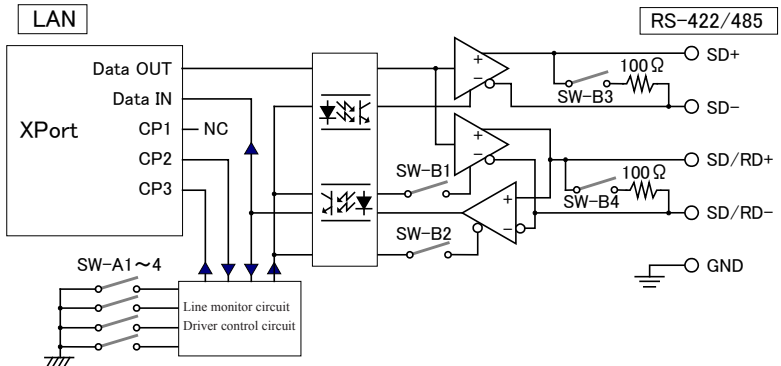 LAN
RS-422/485
Data OUT
Data IN
XPort
CP1
NC
CP2
CP3
SW-A1～4
Line monitor circuit
Driver control circuit
SW-B1
SW-B2
+
−
100Ω
SW-B3
+
−
100Ω
SW-B4
+
−
SD+
SD-
SD/RD+
SD/RD-
GND